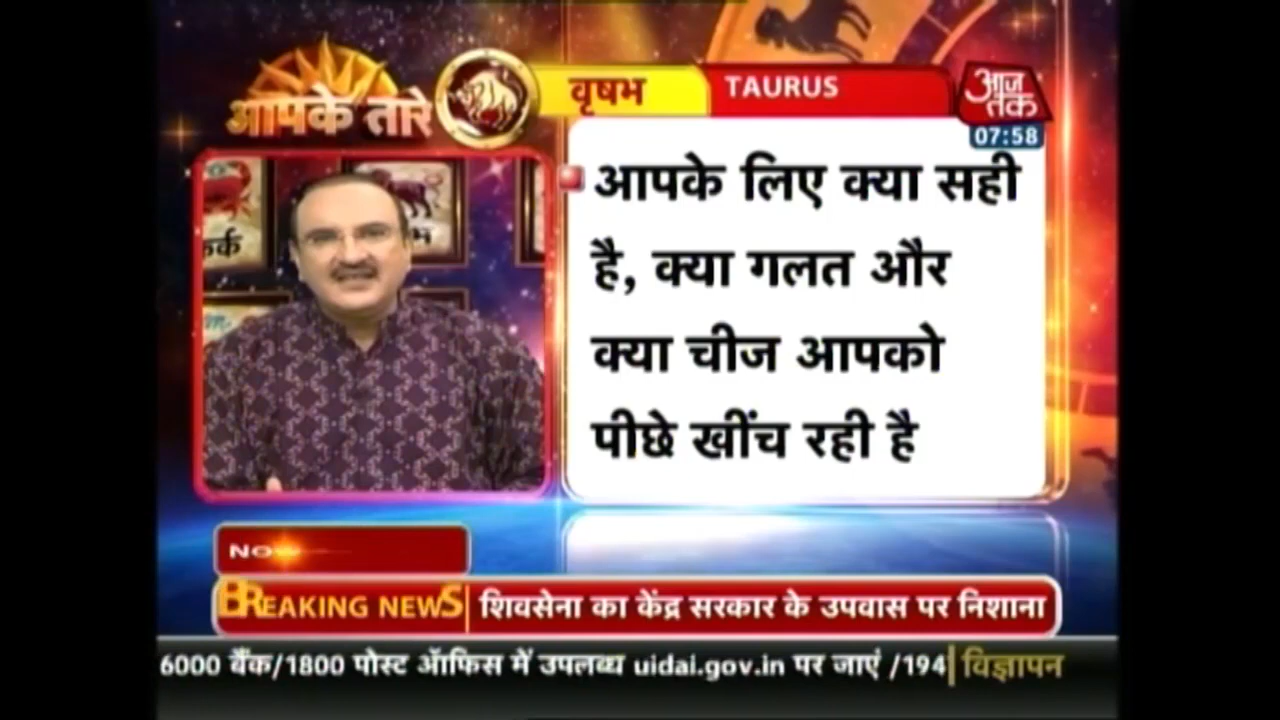 आपके तारे
वृषभ
TAURUS
आज
तक
07:58
कर्क
आपके लिए क्या सही
है, क्या गलत और
क्या चीज आपको
पीछे खींच रही है
BREAKING NEWS
शिवसेना का केंद्र सरकार के उपवास पर निशाना
6000 बैंक/1800 पोस्ट ऑफिस में उपलब्ध uidai.gov.in पर जाएं /194
विज्ञापन